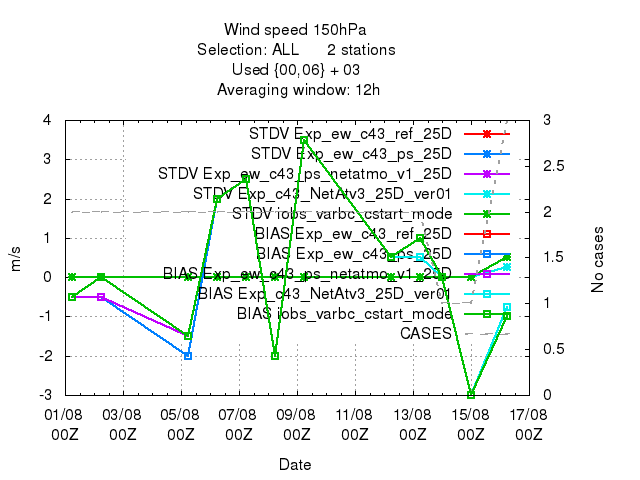 Wind speed 150hPa
Selection: ALL 2 stations
Used {00,06} + 03
Averaging window: 12h
4
3
2
1
0
-1
-2
-3
m/s
3
2.5
2
1.5
1
0.5
0
No cases
STDV Exp_ew_c43_ref_25D
STDV Exp_ew_c43_ps_25D
STDV Exp_ew_c43_ps_netatmo_v1_25D
STDV Exp_c43_NetAtv3_25D_ver01
STDV iobs_varbc_cstart_mode
BIAS Exp_ew_c43_ref_25D
BIAS Exp_ew_c43_ps_25D
BIAS Exp_ew_c43_ps_netatmo_v1_25D
BIAS Exp_c43_NetAtv3_25D_ver01
BIAS iobs_varbc_cstart_mode
CASES
01/08 03/08 05/08 07/08 09/08 11/08 13/08 15/08 17/08
00Z 00Z 00Z 00Z 00Z 00Z 00Z 00Z 00Z
Date